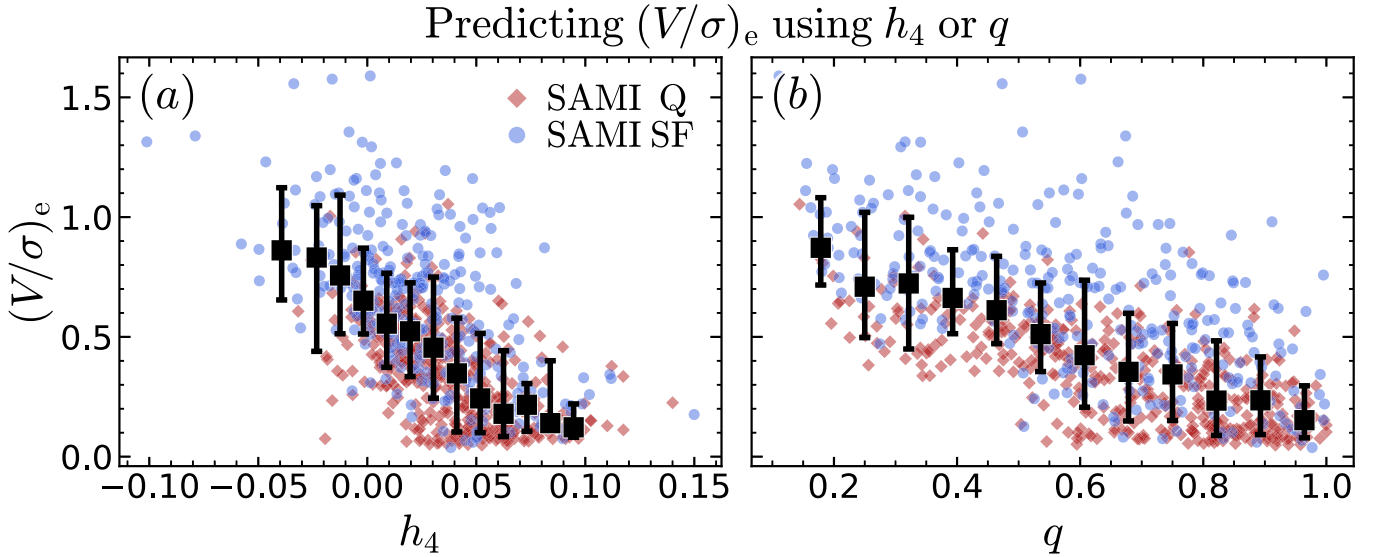 Predicting (V/σ)e using h4 or q
(a)
SAMI Q
SAMI SF
(b)
(V/σ)e
1.5
1.0
0.5
0.0
−0.10 −0.05 0.00 0.05 0.10 0.15
0.2 0.4 0.6 0.8 1.0
h4
q